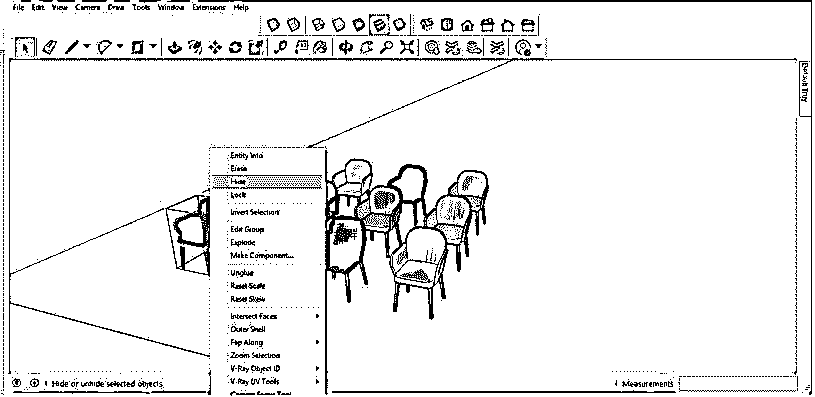 File Edit View Camera Draw Tools Window Extensions Help
Default Tray
Entity Info
Erase
Hide
Lock
Invert Selection
Edit Group
Explode
Make Component...
Unglue
Reset Scale
Reset Skew
Intersect Faces
Outer Shell
Flip Along
Zoom Selection
V-Ray Object ID
V-Ray UV Tools
Hide or unhide selected objects
Measurements